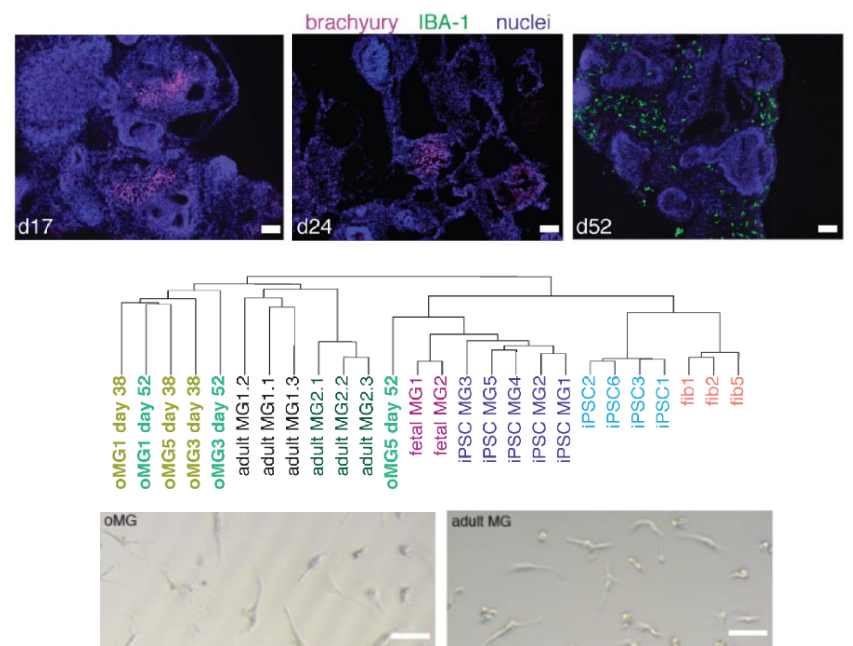 brachyury IBA-1 nuclei
d17
d24
d52
oMG1 day 38
oMG1 day 52
oMG5 day 38
oMG3 day 38
oMG3 day 52
adult MG1.2
adult MG1.1
adult MG1.3
adult MG2.1
adult MG2.2
adult MG2.3
oMG5 day 52
fetal MG1
fetal MG2
iPSC MG3
iPSC MG5
iPSC MG4
iPSC MG2
iPSC MG1
iPSC2
iPSC6
iPSC3
iPSC1
fib1
fib2
fib5
oMG
adult MG